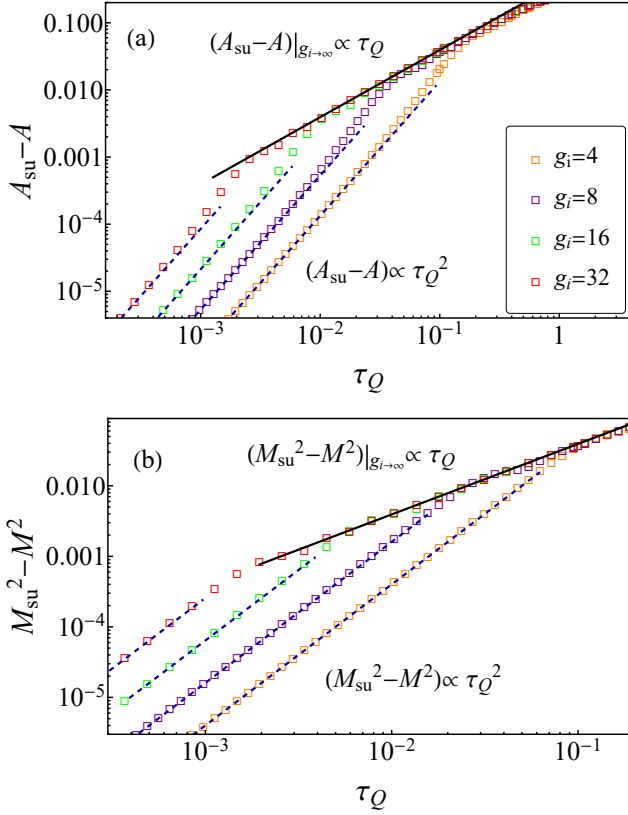 (a)
(A_su−A)|_{g_{i→∞}} ∝ τ_Q
0.100
0.010
0.001
10^{-4}
10^{-5}
A_su−A
g_i=4
g_i=8
g_i=16
g_i=32
(A_su−A)∝ τ_Q^2
10^{-3} 10^{-2} 10^{-1} 1
τ_Q
(b)
(M_su^2−M^2)|_{g_{i→∞}} ∝ τ_Q
0.010
0.001
10^{-4}
10^{-5}
M_su^2−M^2
(M_su^2−M^2)∝ τ_Q^2
10^{-3} 10^{-2} 10^{-1}
τ_Q